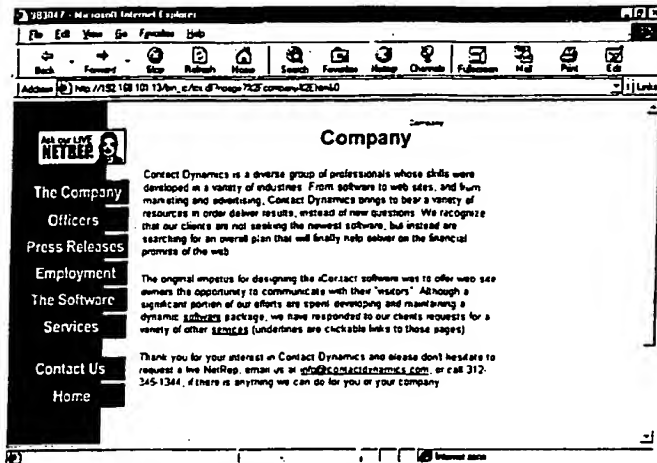 983047 - Microsoft Internet Explorer
File Edit View Go Favorites Help
Back Forward Stop Refresh Home Search Favorites History Channels Fullscreen Mail Print Edit
Address Links
Company
Ask our LIVE
NETREP
Company
The Company
Officers
Press Releases
Employment
The Software
Services
Contact Us
Home
Contact Dynamics is a diverse group of professionals whose skills were
developed in a variety of industries. From software to web sites, and from
marketing and advertising, Contact Dynamics brings to bear a variety of
resources in order deliver results, instead of new questions. We recognize
that our clients are not seeking the newest software, but instead are
searching for an overall plan that will finally help deliver on the financial
promise of the web
The original impetus for designing the iContact software was to offer web site
owners the opportunity to communicate with their "visitors". Although a
significant portion of our efforts are spent developing and maintaining a
dynamic software package, we have responded to our clients requests for a
variety of other services (underlines are clickable links to those pages)
Thank you for your interest in Contact Dynamics and please don't hesitate to
request a live NetRep, email us at info@contactdynamics.com, or call 312-
345-1344, if there is anything we can do for you or your company
Internet zone